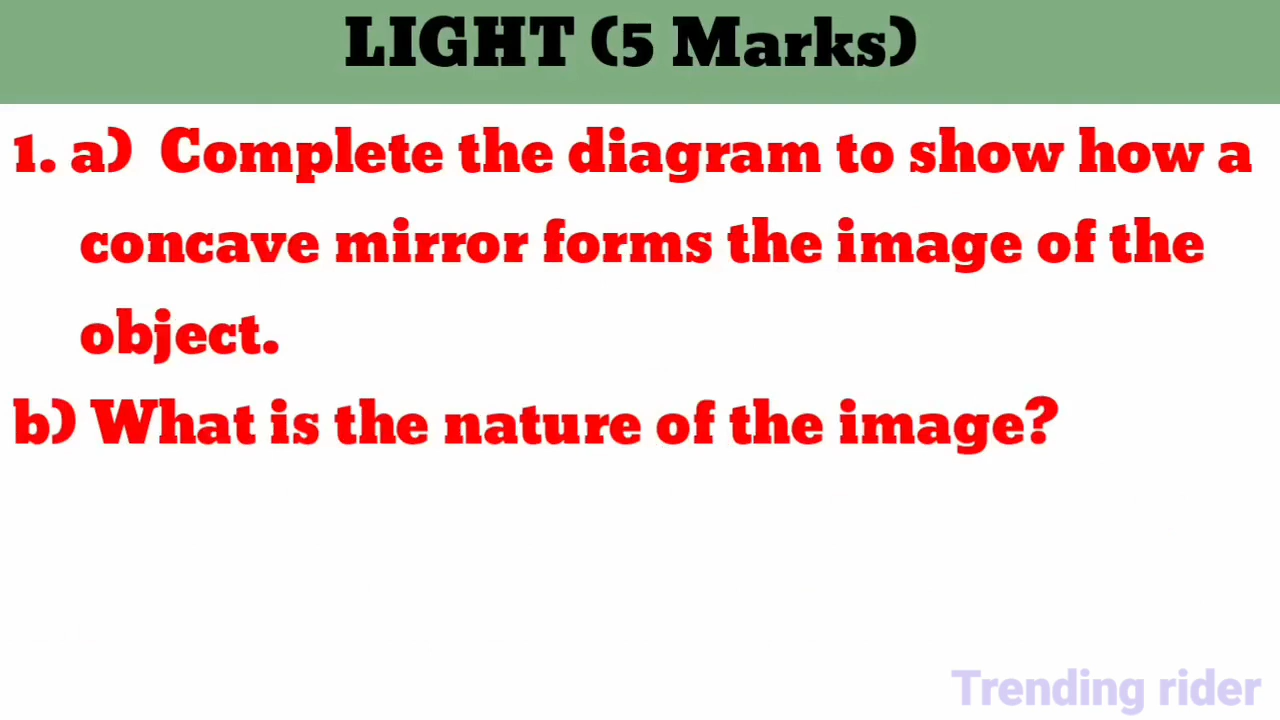 LIGHT (5 Marks)
1. a) Complete the diagram to show how a
concave mirror forms the image of the
object.
b) What is the nature of the image?
Trending rider